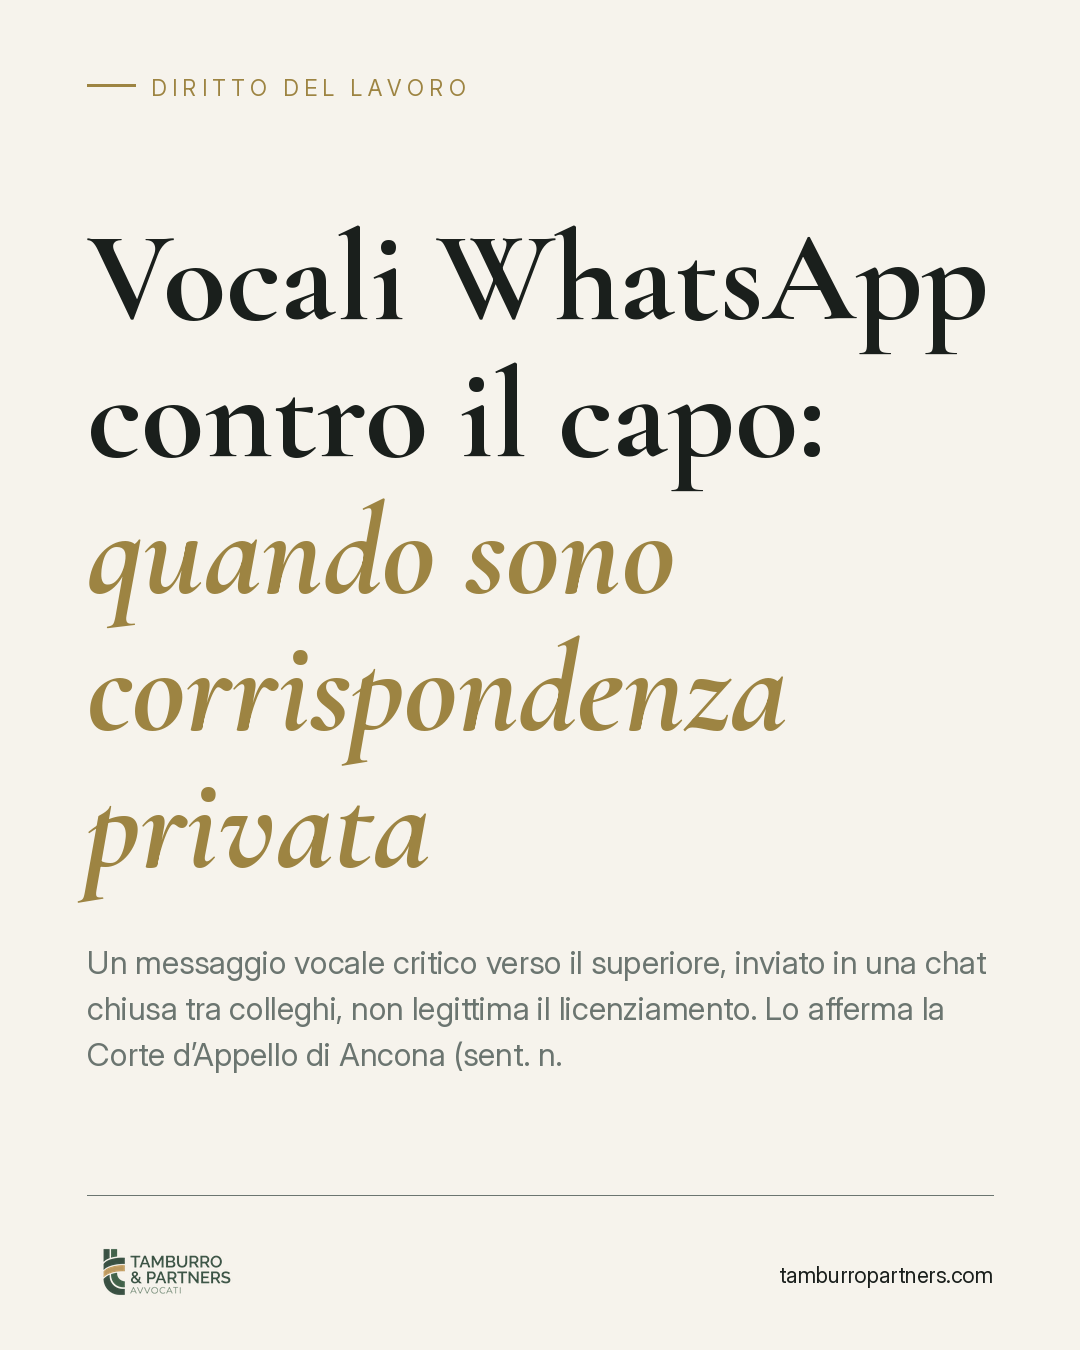 DIRITTO DEL LAVORO
Vocali WhatsApp
contro il capo:
quando sono
corrispondenza
privata
Un messaggio vocale critico verso il superiore, inviato in una chat
chiusa tra colleghi, non legittima il licenziamento. Lo afferma la
Corte d’Appello di Ancona (sent. n.
TAMBURRO
& PARTNERS
AVVOCATI
tamburropartners.com